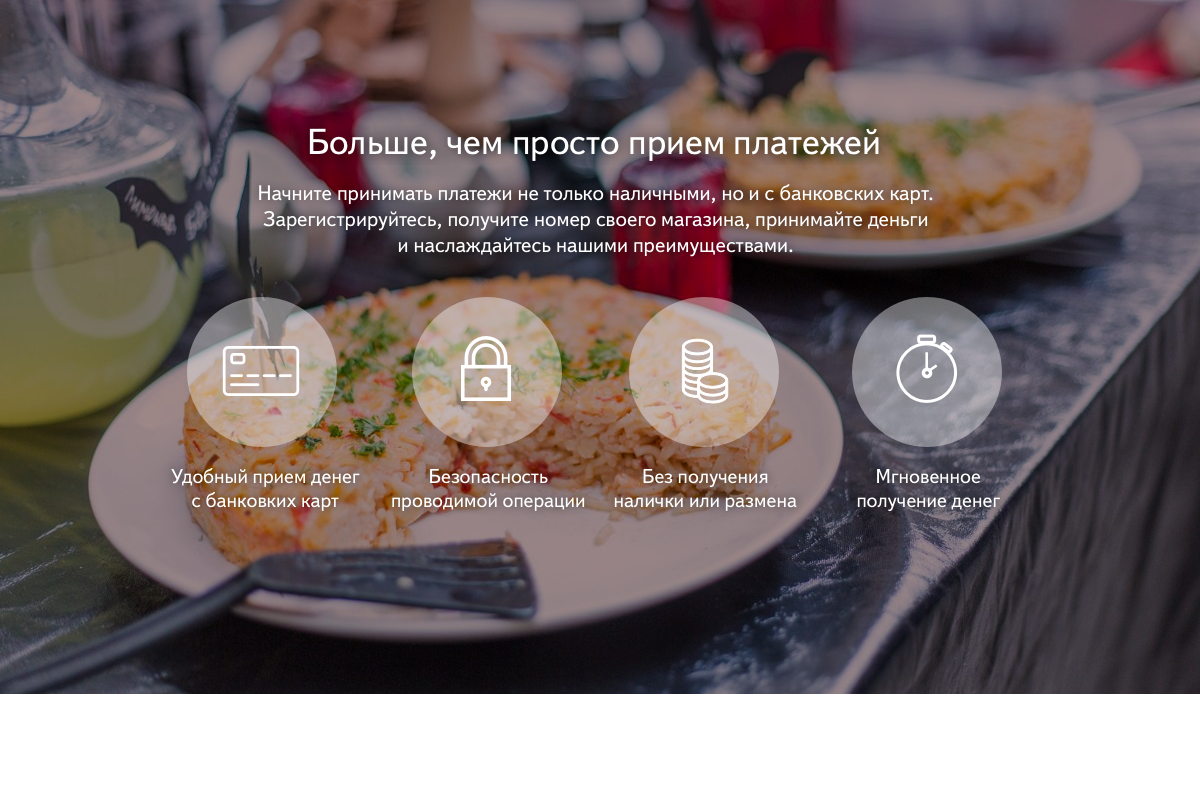 Больше, чем просто прием платежей
Начните принимать платежи не только наличными, но и с банковских карт.
Зарегистрируйтесь, получите номер своего магазина, принимайте деньги
и наслаждайтесь нашими преимуществами.
Удобный прием денег
с банковких карт
Безопасность
проводимой операции
Без получения
налички или размена
Мгновенное
получение денег